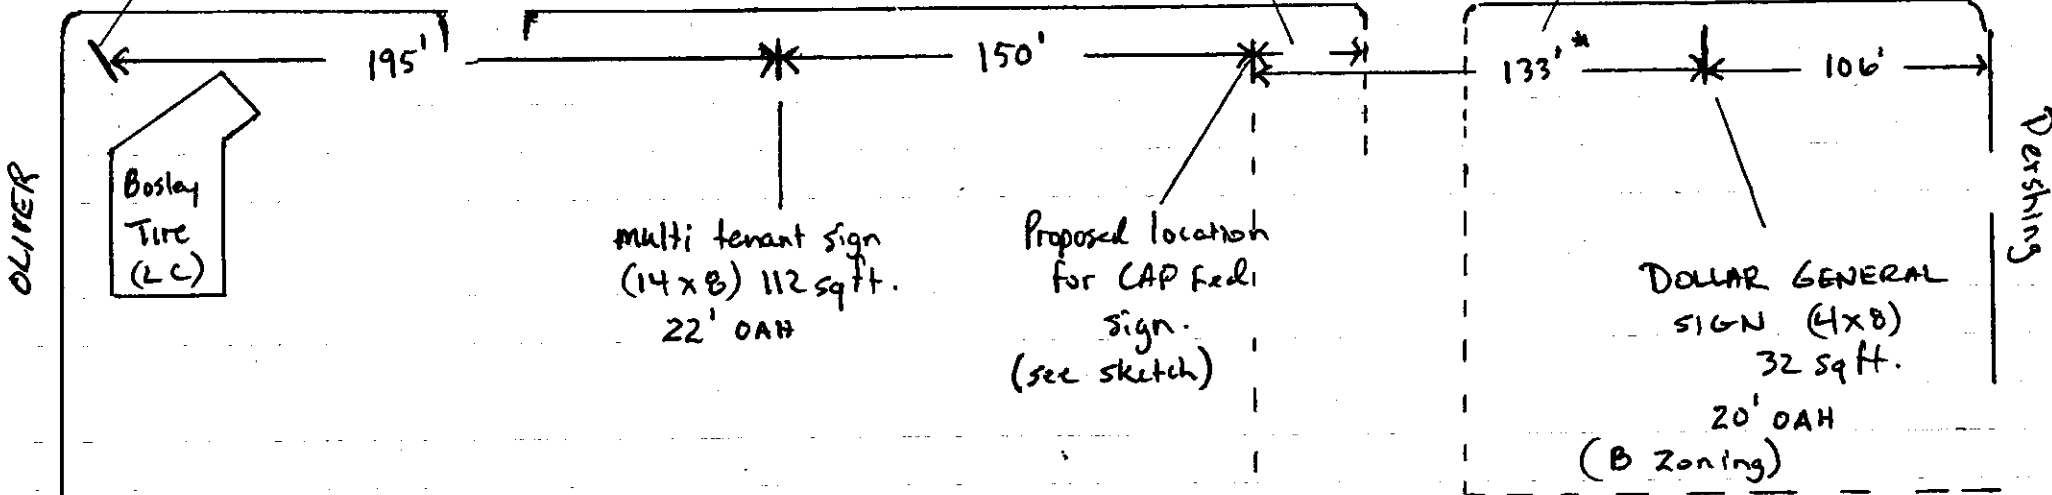 195'
150'
133'*
106'
OLIVER
Bosley
Tire
(LC)
multi tenant sign
(14x8) 112 sq ft.
22' OAH
Proposed location
for CAP Fedl
sign.
(see sketch)
DOLLAR GENERAL
SIGN (4x8)
32 sq ft.
20' OAH
(B Zoning)
Pershing